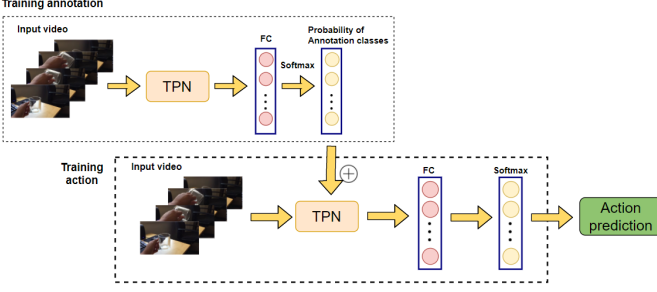 Training annotation
Input video
TPN
FC
Softmax
Probability of
Annotation classes
Training
action
Input video
TPN
FC
Softmax
Action
prediction